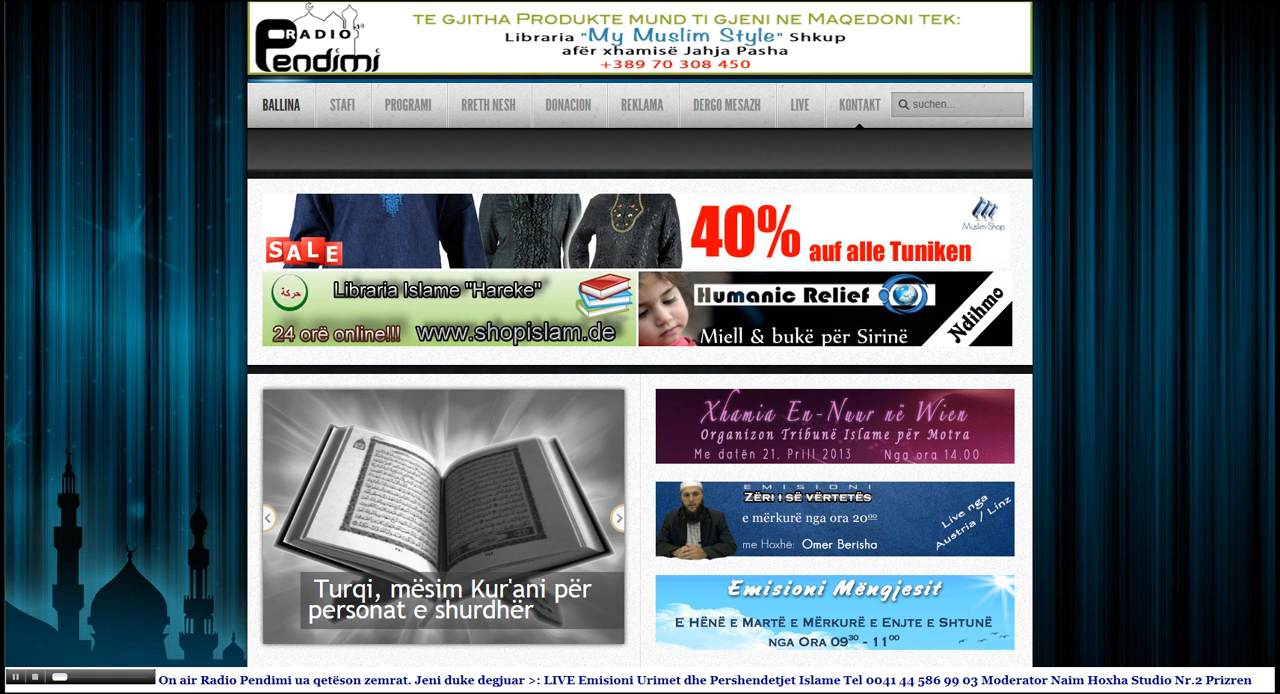 RADIO
Pendimi
TE GJITHA PRODUKTE MUND TI GJENI NE MAQEDONI TEK:
Libraria "My Muslim Style" Shkup
afër xhamisë Jahja Pasha
+389 70 308 450
BALLINA STAFI PROGRAMI RRETH NESH DONACION REKLAMA DERGO MESAZH LIVE KONTAKT suchen...
SALE
40% auf alle Tuniken
Muslim-Shop
حركة
Libraria Islame "Hareke"
24 orë online!!! www.shopislam.de
Humanic Relief
Miell & bukë për Sirinë
Ndihmo
Turqi, mësim Kur'ani për
personat e shurdhër
Xhamia En-Nuur në Wien
Organizon Tribunë Islame për Motra
Me datën 21. Prill 2013 Nga ora 14.00
EMISIONI
ZËRI I SË VËRTETËS
e mërkurë nga ora 20⁰⁰
me Hoxhë: Omer Berisha
Live nga
Austria / Linz
Emisioni Mëngjesit
E HËNË E MARTË E MËRKURË E ENJTE E SHTUNË
NGA ORA 09³⁰ - 11⁰⁰
On air Radio Pendimi ua qetëson zemrat. Jeni duke degjuar >: LIVE Emisioni Urimet dhe Pershendetjet Islame Tel 0041 44 586 99 03 Moderator Naim Hoxha Studio Nr.2 Prizren